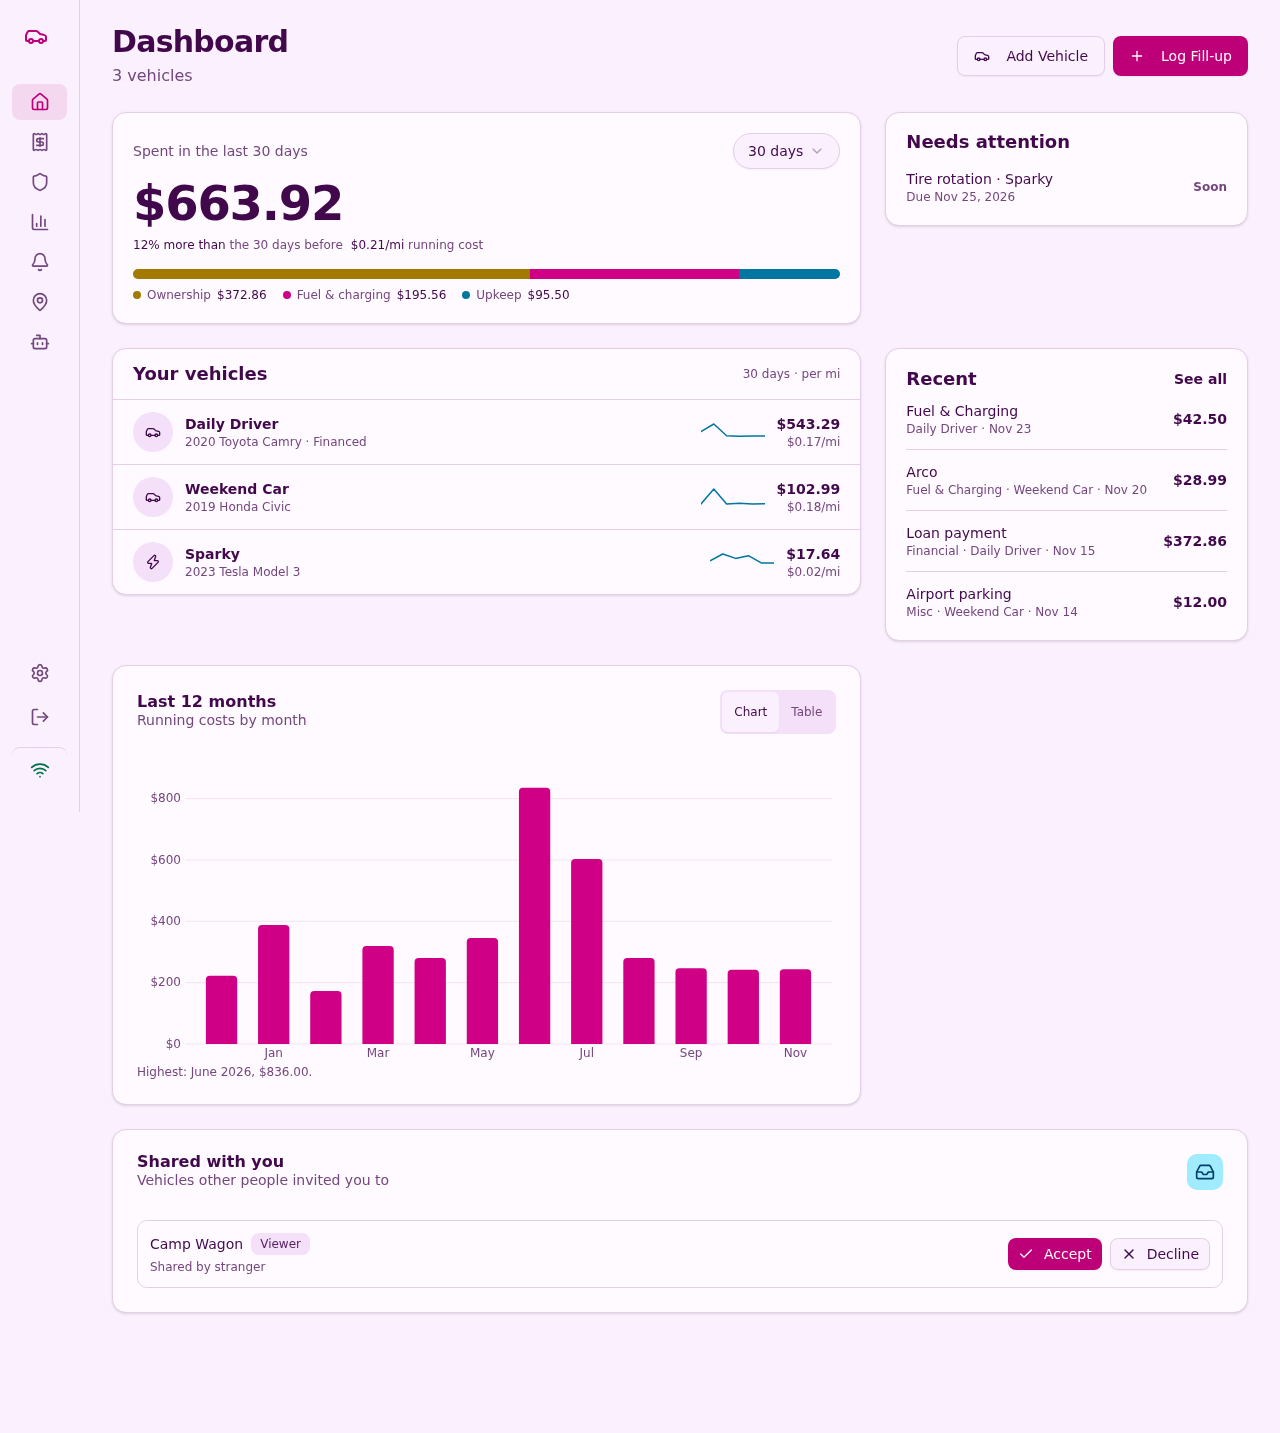 Dashboard
3 vehicles
Add Vehicle
Log Fill-up
Spent in the last 30 days
30 days
$663.92
12% more than the 30 days before $0.21/mi running cost
Ownership $372.86 Fuel & charging $195.56 Upkeep $95.50
Needs attention
Tire rotation · Sparky
Due Nov 25, 2026
Soon
Your vehicles
30 days · per mi
Daily Driver
2020 Toyota Camry · Financed
$543.29
$0.17/mi
Weekend Car
2019 Honda Civic
$102.99
$0.18/mi
Sparky
2023 Tesla Model 3
$17.64
$0.02/mi
Recent
See all
Fuel & Charging
Daily Driver · Nov 23
$42.50
Arco
Fuel & Charging · Weekend Car · Nov 20
$28.99
Loan payment
Financial · Daily Driver · Nov 15
$372.86
Airport parking
Misc · Weekend Car · Nov 14
$12.00
Last 12 months
Running costs by month
Chart
Table
$800
$600
$400
$200
$0
Jan Mar May Jul Sep Nov
Highest: June 2026, $836.00.
Shared with you
Vehicles other people invited you to
Camp Wagon
Viewer
Shared by stranger
Accept
Decline